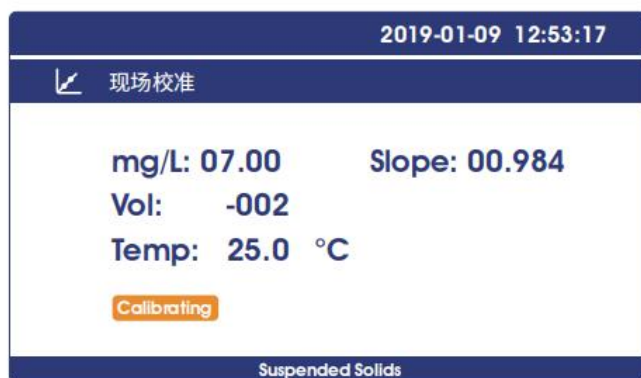 2019-01-09 12:53:17
现场校准
mg/L: 07.00 Slope: 00.984
Vol: -002
Temp: 25.0 °C
Calibrating
Suspended Solids